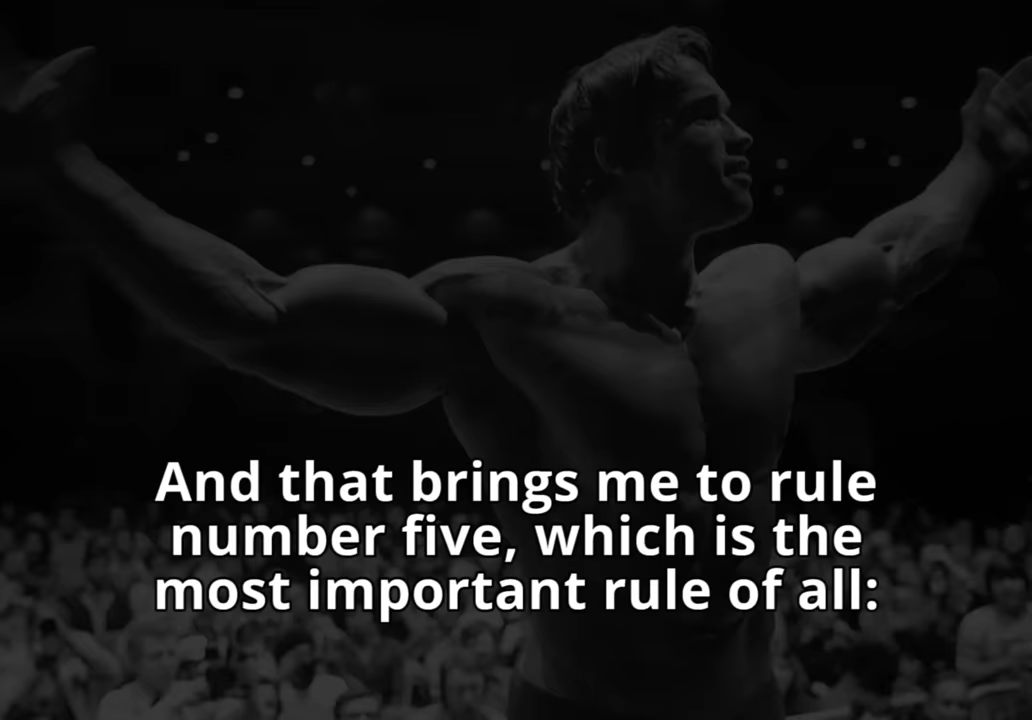 And that brings me to rule
number five, which is the
most important rule of all: